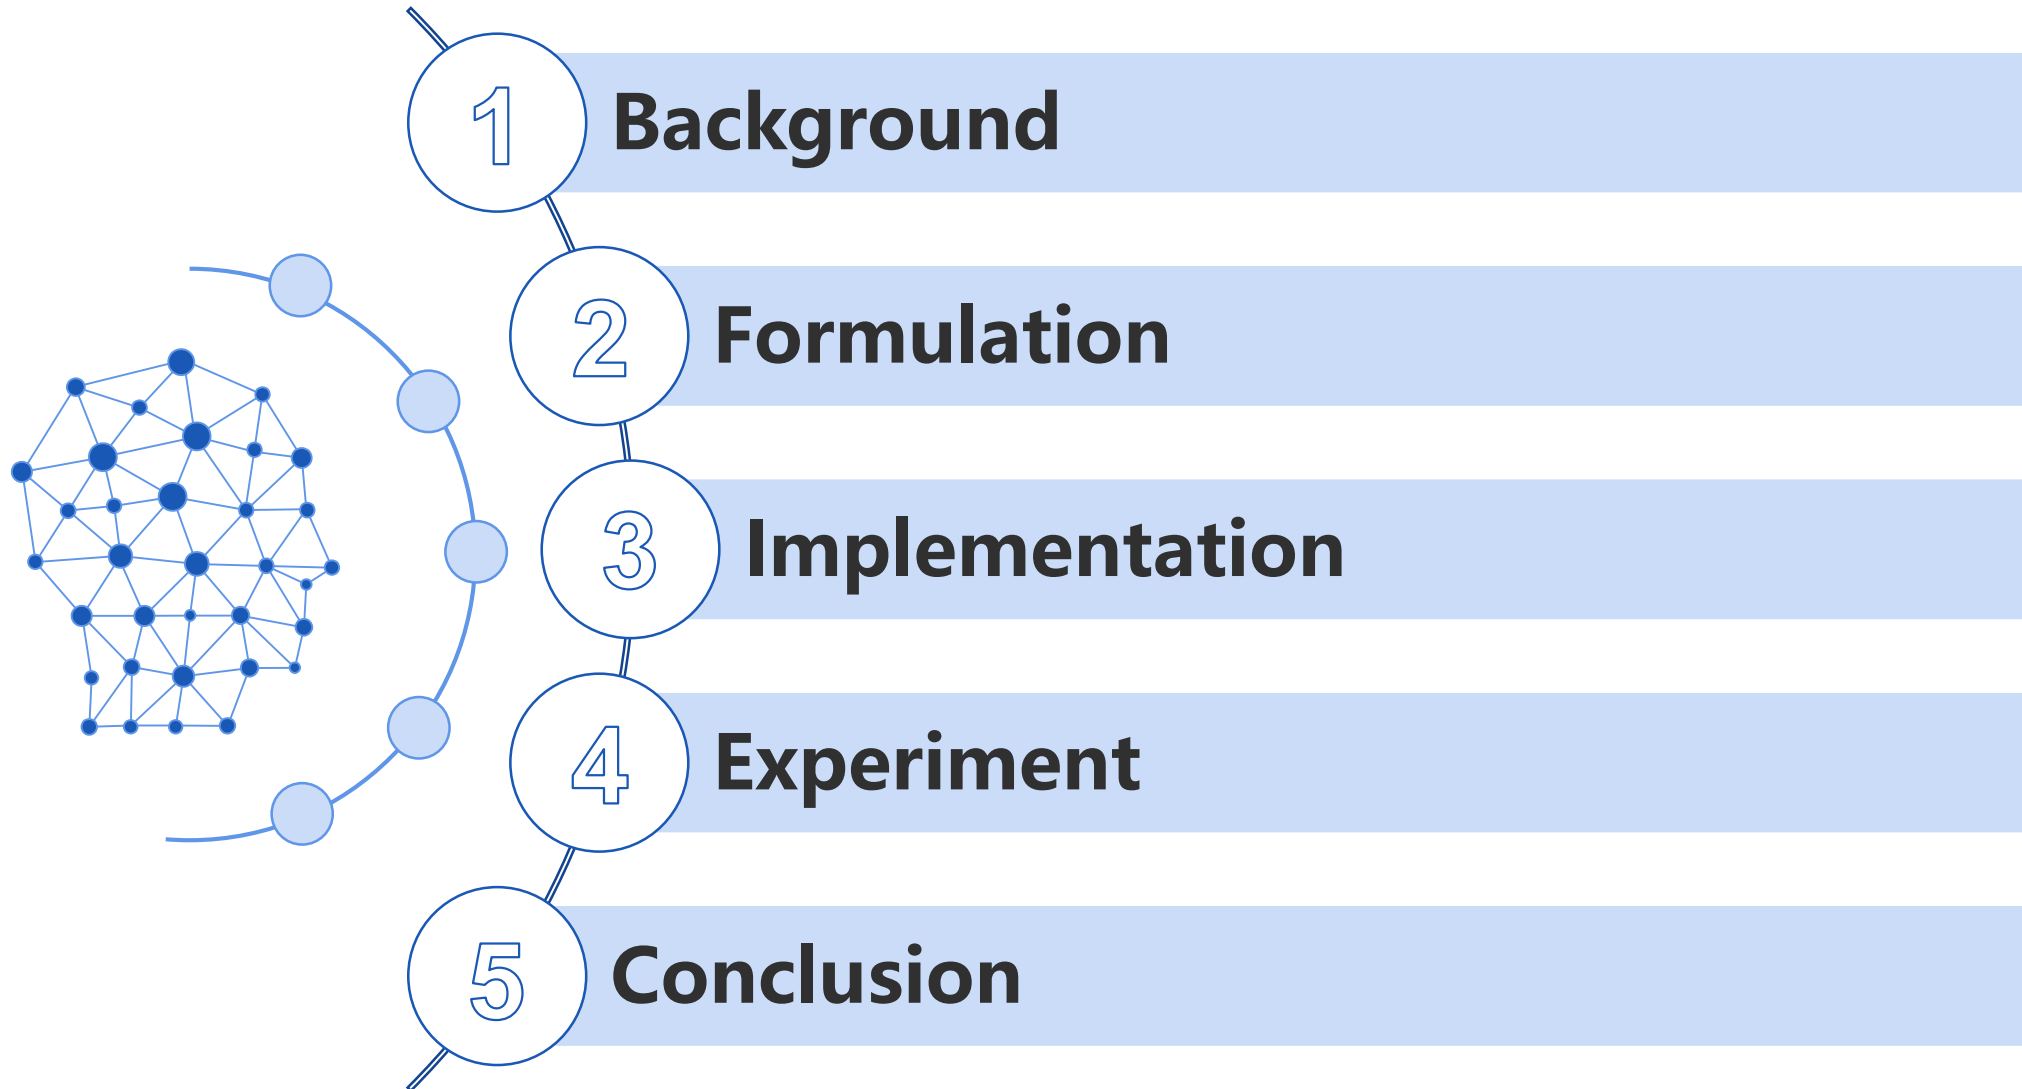 1 Background
2 Formulation
3 Implementation
4 Experiment
5 Conclusion